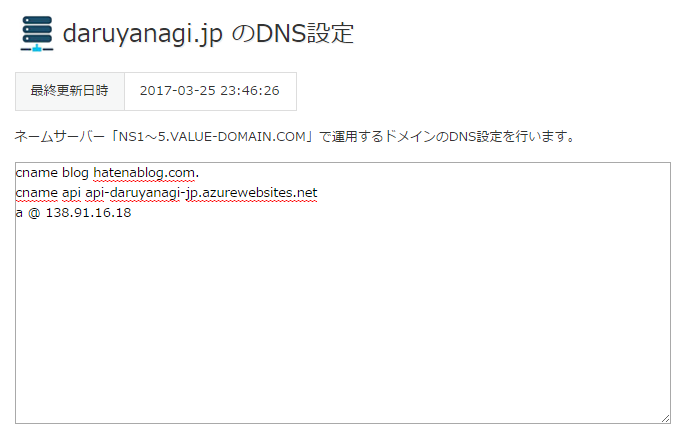 daruyanagi.jp のDNS設定
最終更新日時 2017-03-25 23:46:26
ネームサーバー「NS1～5.VALUE-DOMAIN.COM」で運用するドメインのDNS設定を行います。
cname blog hatenablog.com.
cname api api-daruyanagi-jp.azurewebsites.net
a @ 138.91.16.18